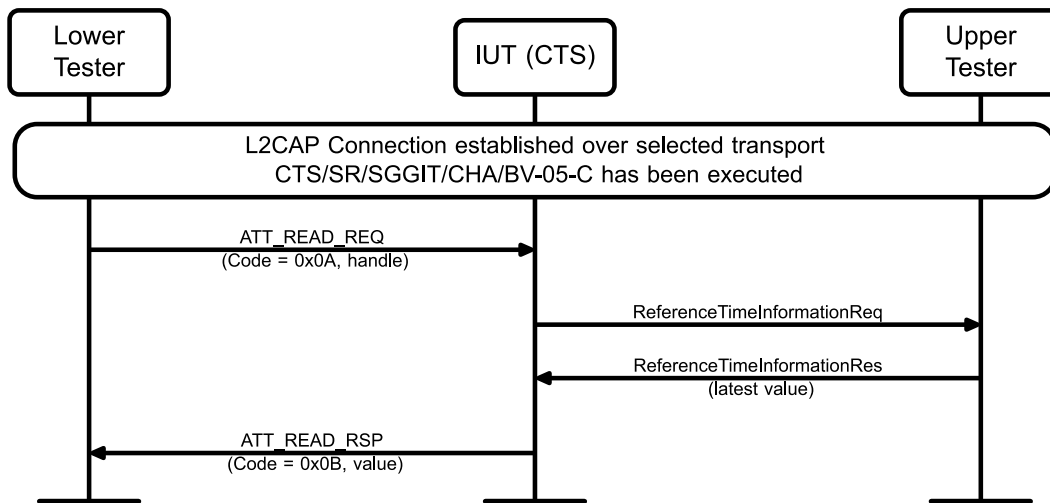 Lower
Tester
IUT (CTS)
Upper
Tester
L2CAP Connection established over selected transport
CTS/SR/SGGIT/CHA/BV-05-C has been executed
ATT_READ_REQ
(Code = 0x0A, handle)
ReferenceTimeInformationReq
ReferenceTimeInformationRes
(latest value)
ATT_READ_RSP
(Code = 0x0B, value)